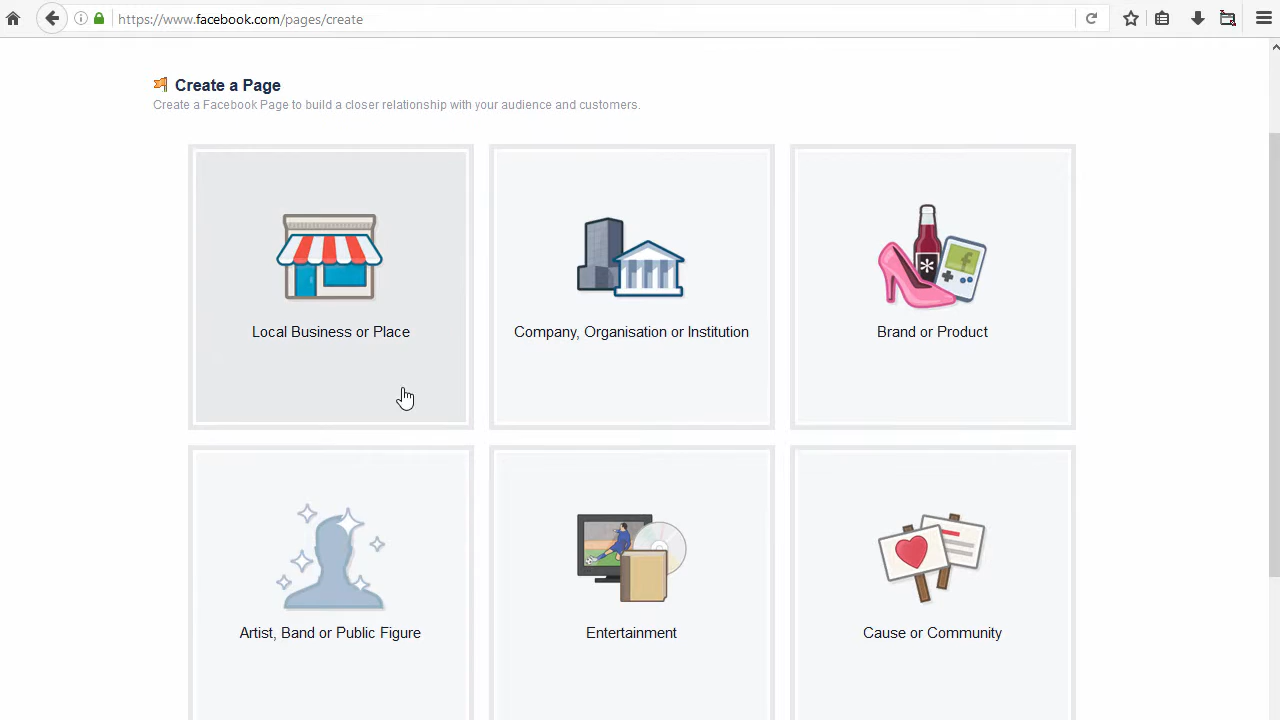 https://www.facebook.com/pages/create
Create a Page
Create a Facebook Page to build a closer relationship with your audience and customers.
Local Business or Place
Company, Organisation or Institution
Brand or Product
Artist, Band or Public Figure
Entertainment
Cause or Community